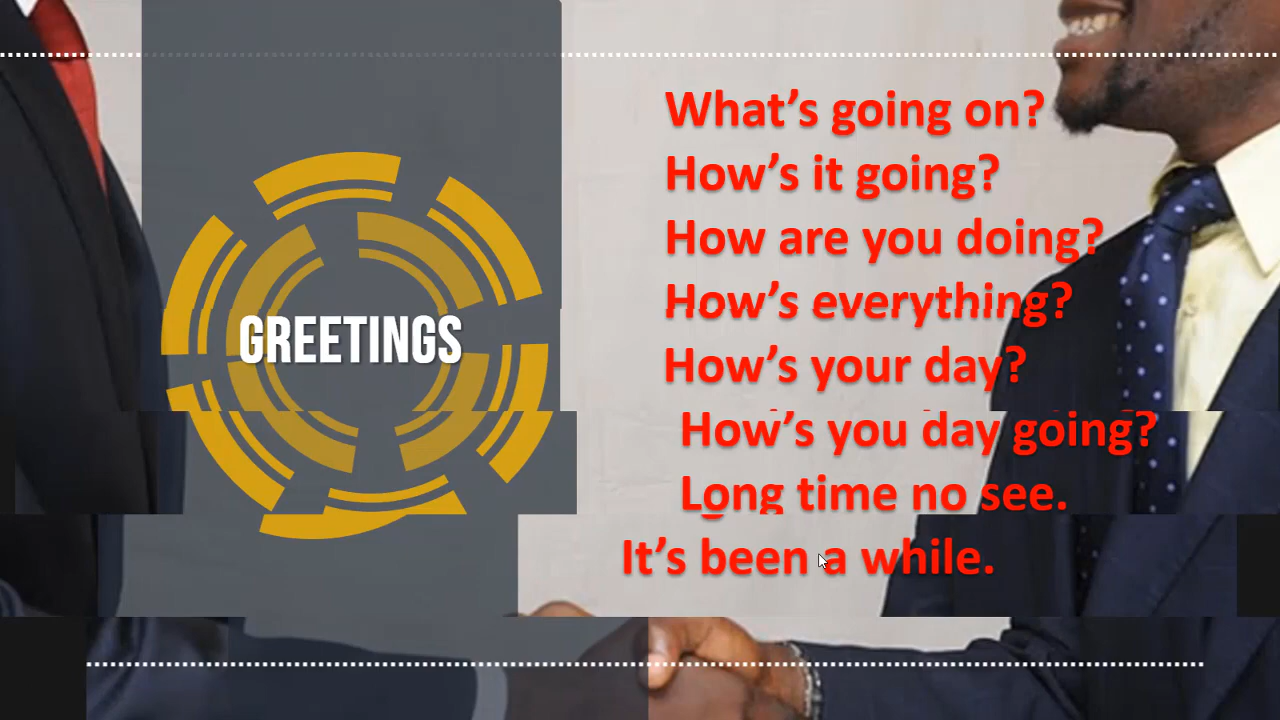 GREETINGS
What's going on?
How's it going?
How are you doing?
How's everything?
How's your day?
How's you day going?
Long time no see.
It's been a while.